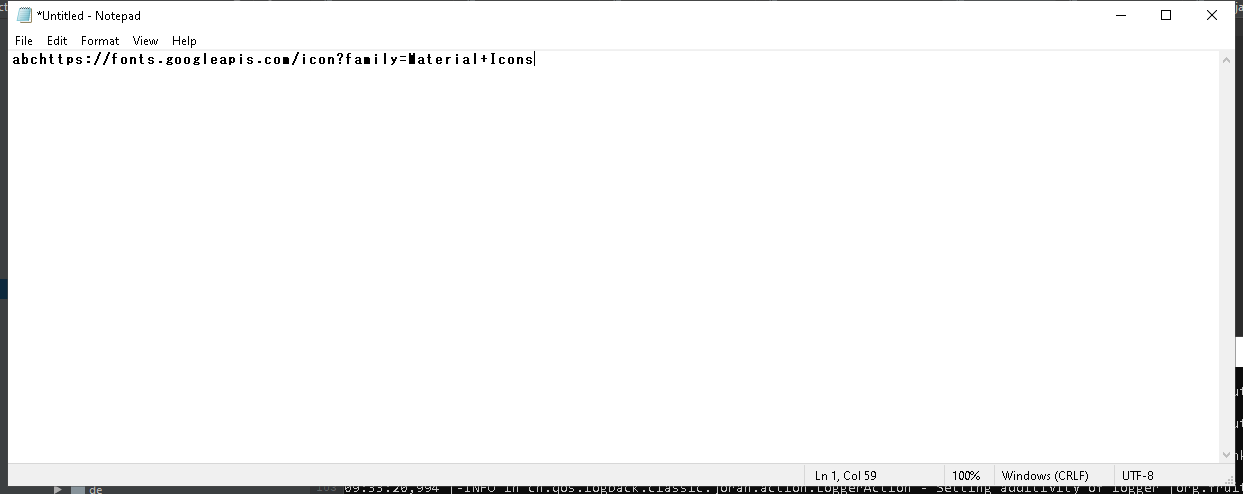 *Untitled - Notepad
File Edit Format View Help
abchttps://fonts.googleapis.com/icon?family=Material+Icons
Ln 1, Col 59 100% Windows (CRLF) UTF-8
de
09:33:20,994 |-INFO in ch.qos.logback.classic.joran.action.LoggerAction - Setting additivity of logger